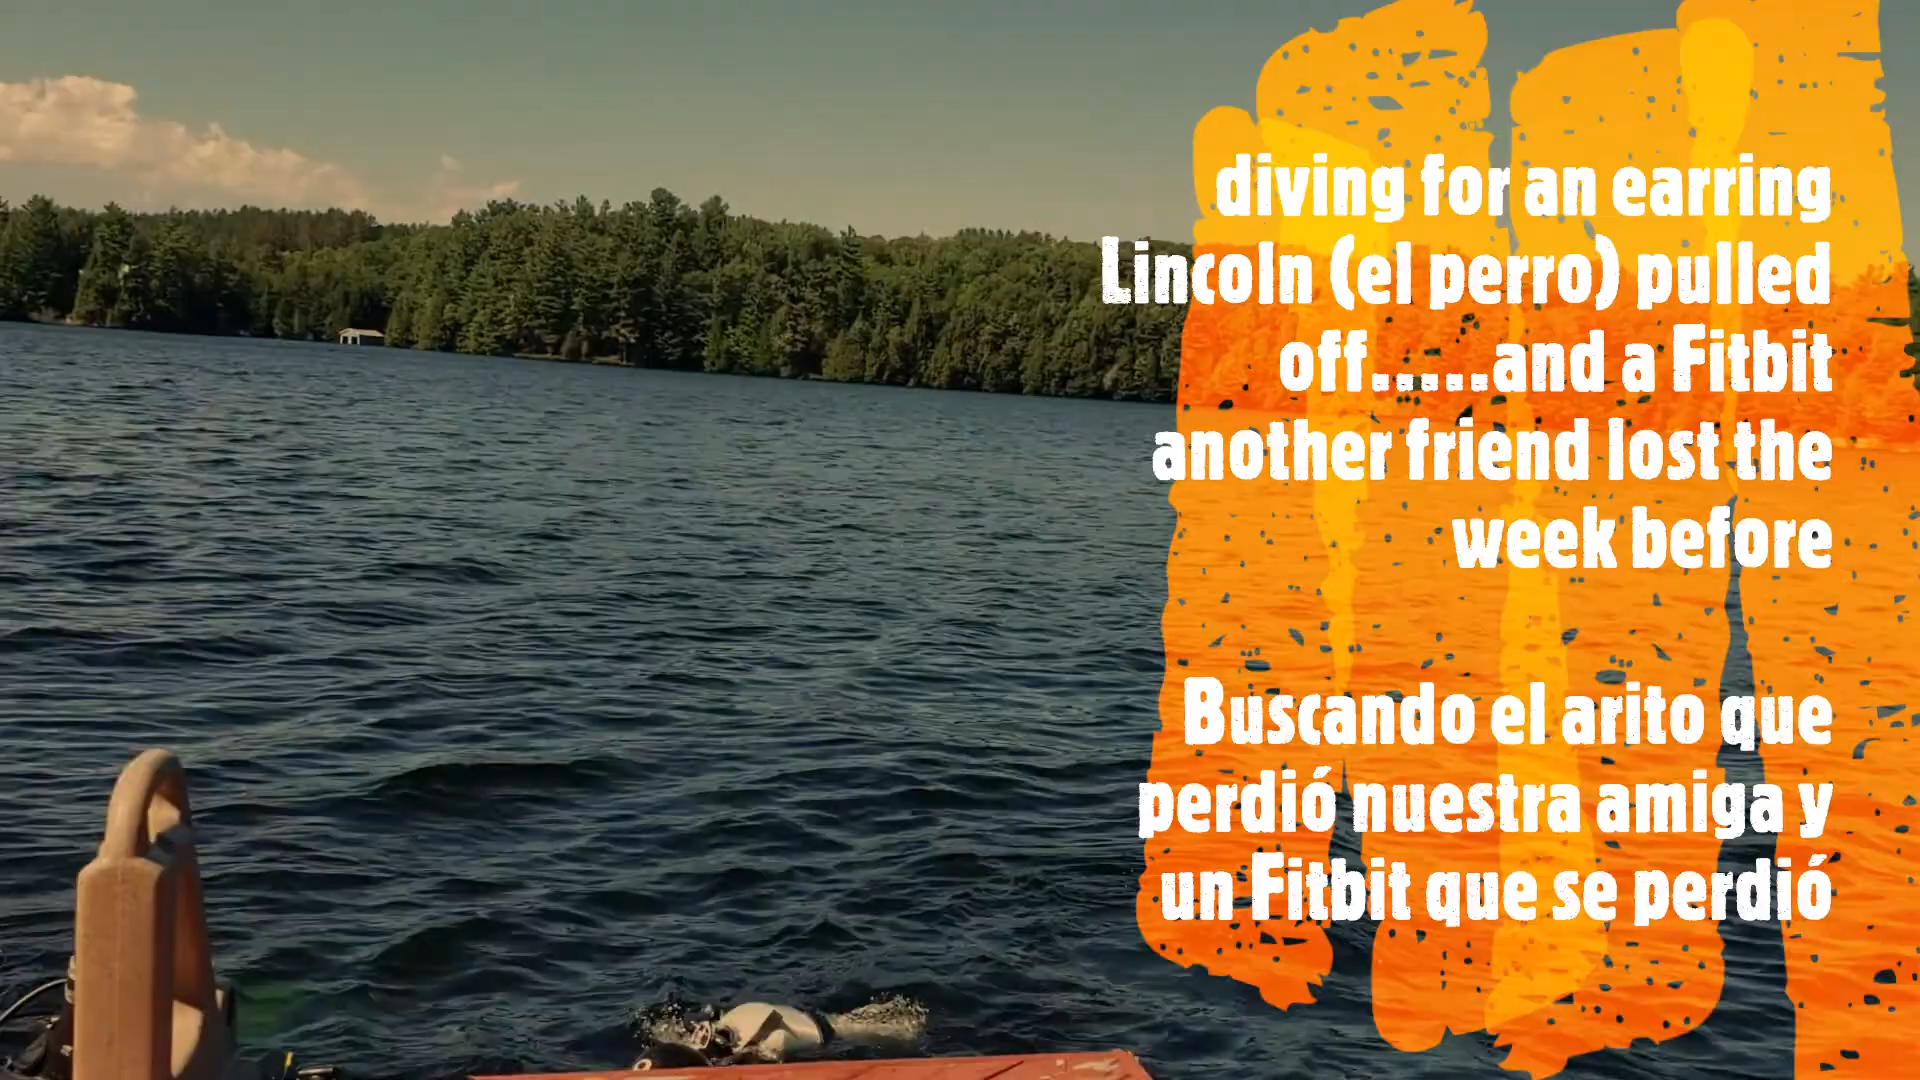 diving for an earring
Lincoln (el perro) pulled
off.....and a Fitbit
another friend lost the
week before
Buscando el arito que
perdió nuestra amiga y
un Fitbit que se perdió